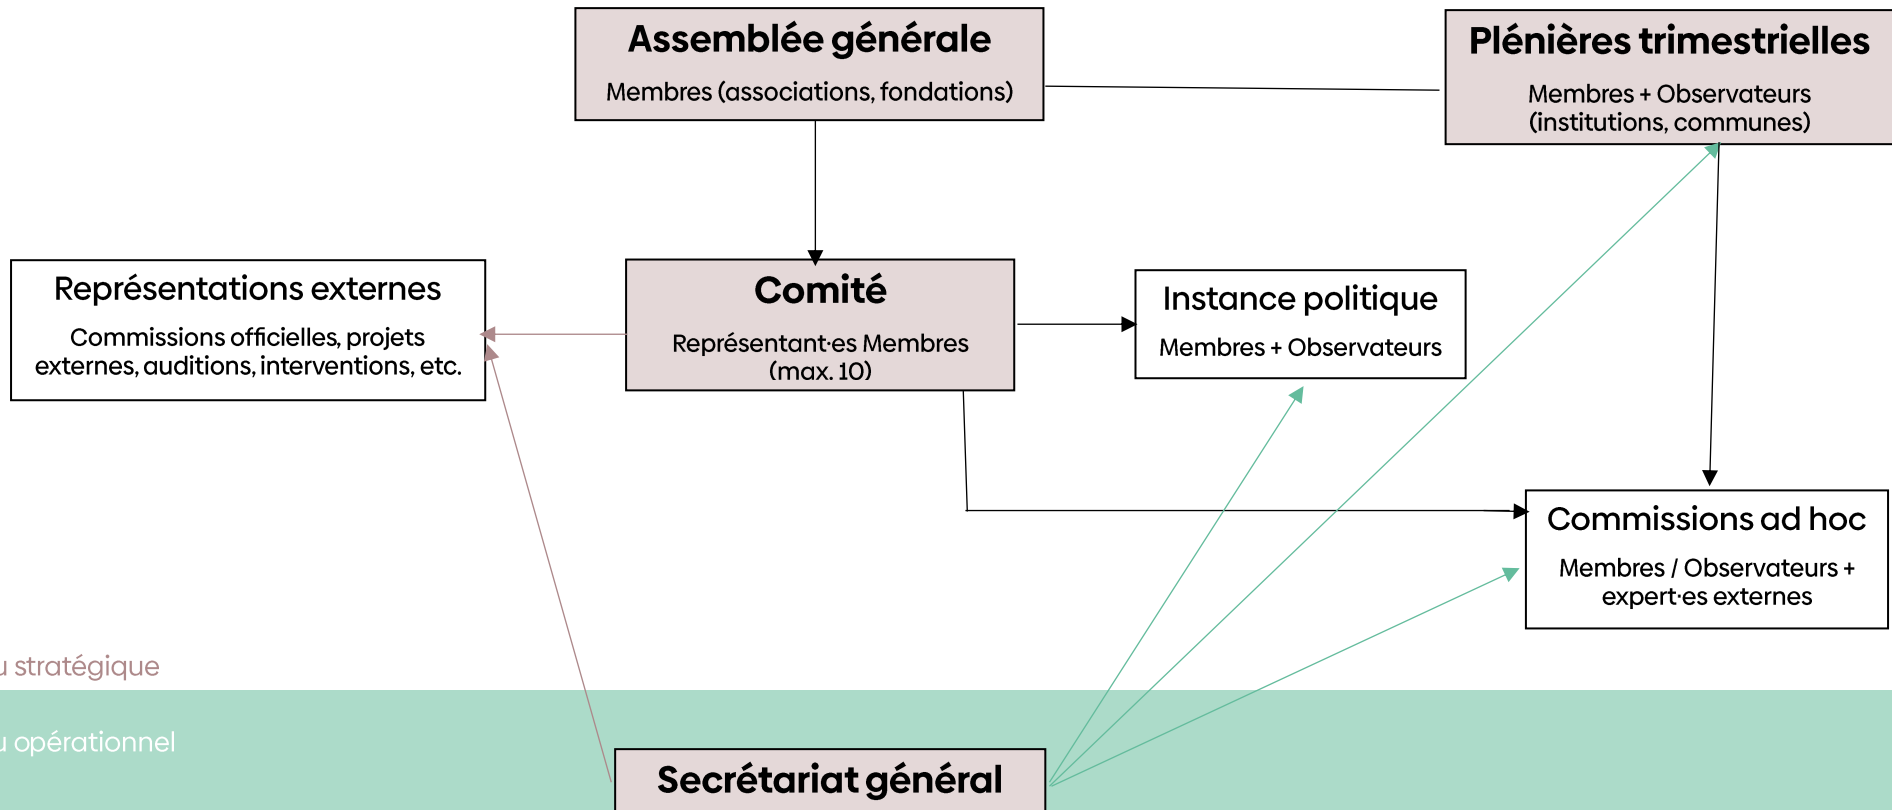 Assemblée générale
Membres (associations, fondations)
Plénières trimestrielles
Membres + Observateurs
(institutions, communes)
Représentations externes
Commissions officielles, projets
externes, auditions, interventions, etc.
Comité
Représentant·es Membres
(max. 10)
Instance politique
Membres + Observateurs
Commissions ad hoc
Membres / Observateurs +
expert·es externes
u stratégique
u opérationnel
Secrétariat général